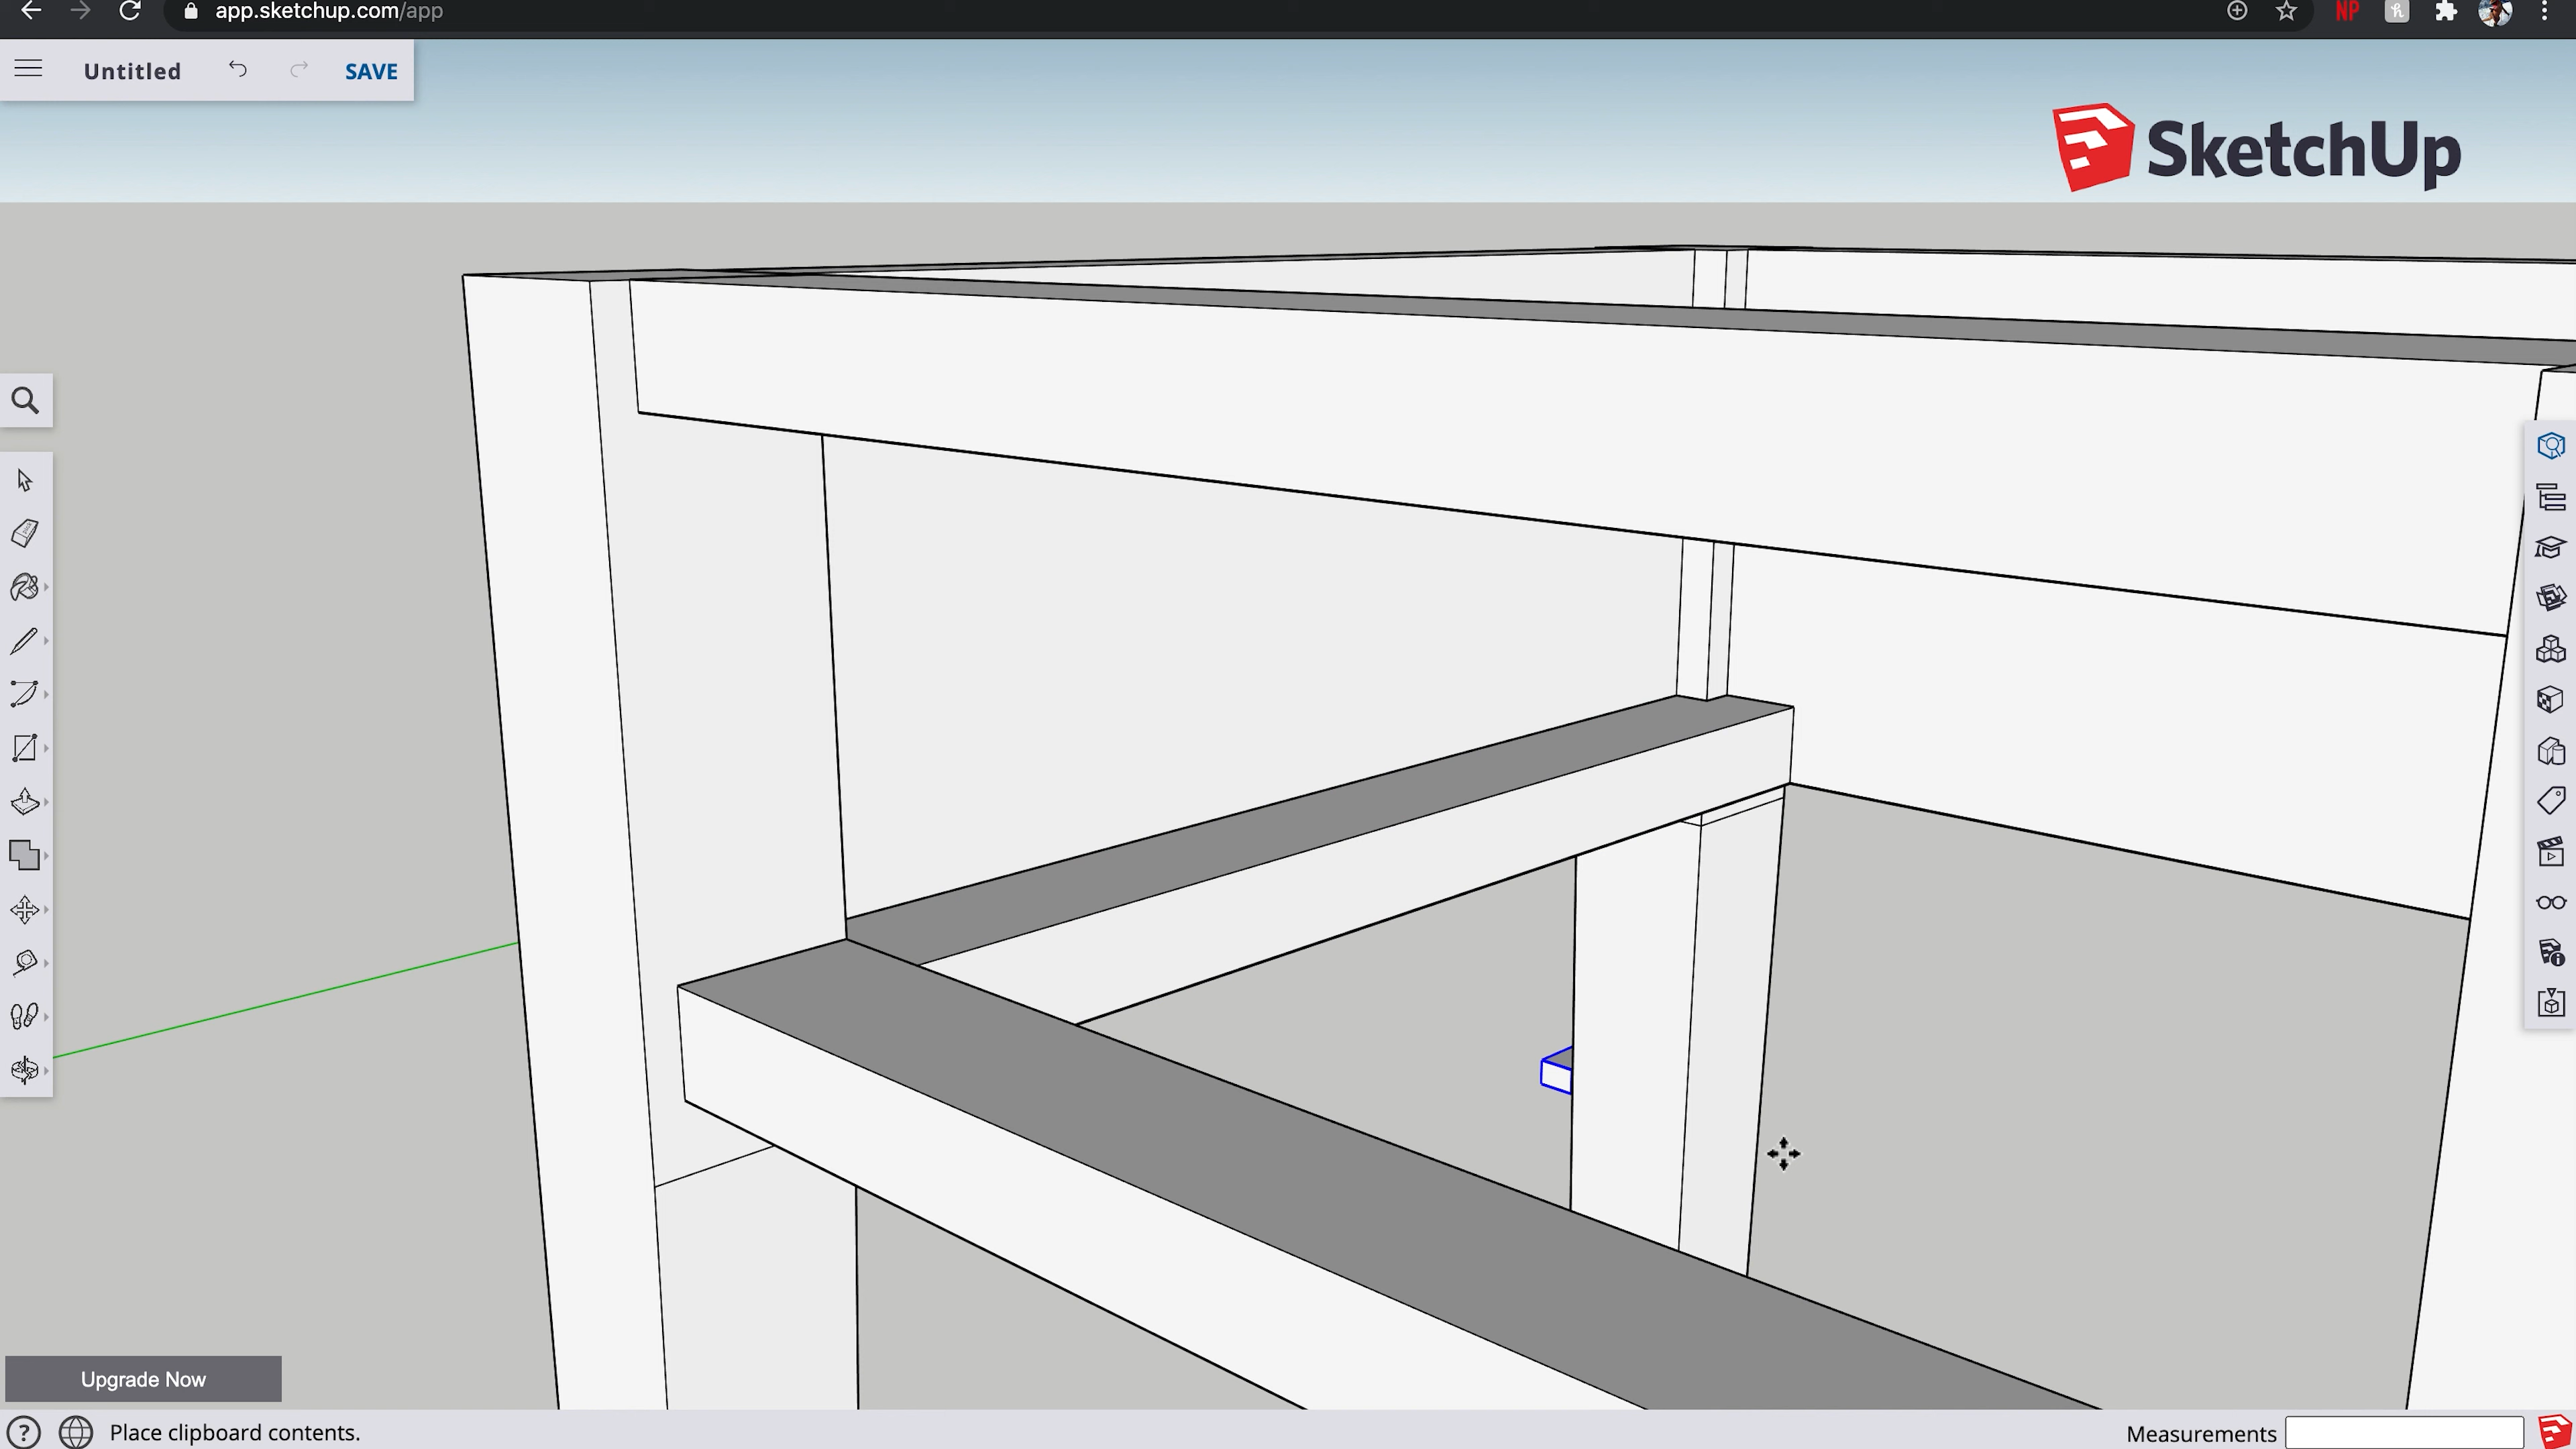 app.sketchup.com/app
NP
h
Untitled
SAVE
SketchUp
Upgrade Now
? Place clipboard contents.
Measurements